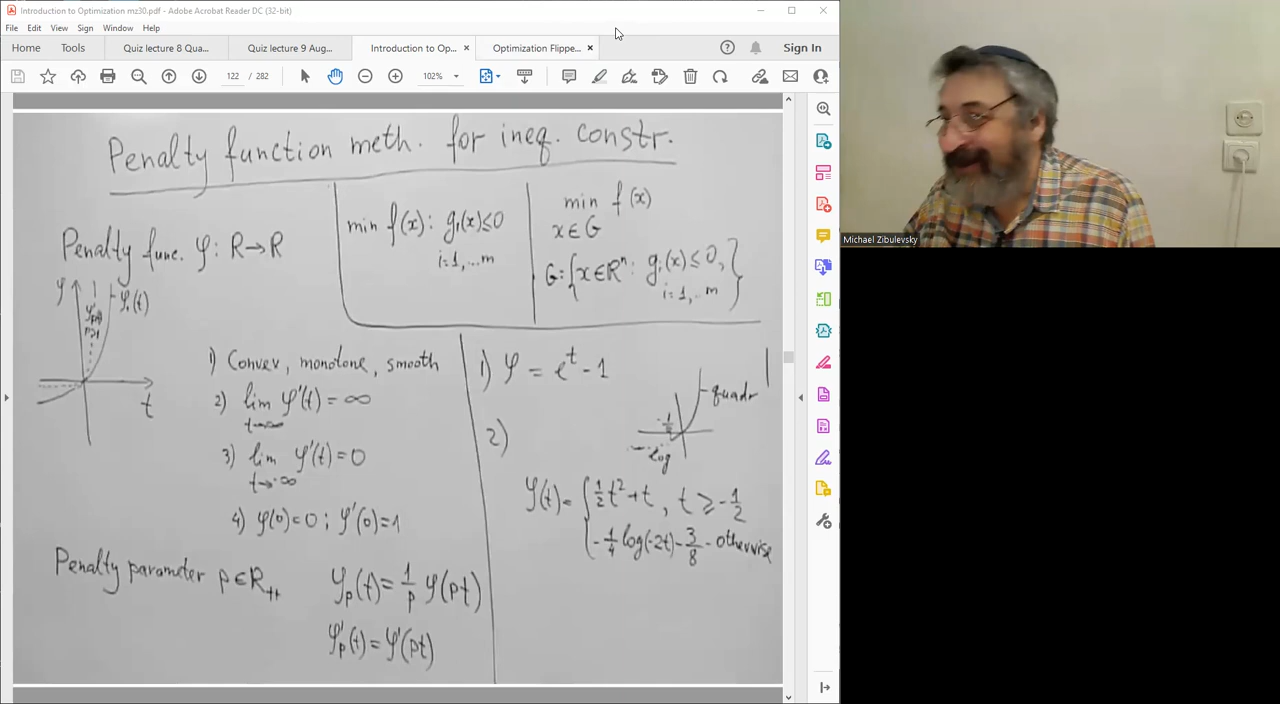 Introduction to Optimization mz30.pdf - Adobe Acrobat Reader DC (32-bit)
File Edit View Sign Window Help
Home Tools Quiz lecture 8 Qua... Quiz lecture 9 Aug... Introduction to Op... × Optimization Flippe... × Sign In
122 / 282 102%
Penalty function meth. for ineq. constr.
Penalty func. φ: R→R
min f(x): gᵢ(x)≤0
i=1,...m
min f(x)
x∈G
G={x∈Rⁿ: gᵢ(x)≤0,}
i=1,..m
φ
t
1) Convex, monotone, smooth
2) lim φ'(t) = ∞
t→∞
3) lim φ'(t) = 0
t→-∞
4) φ(0)=0; φ'(0)=1
Penalty parameter p∈R₊₊
φₚ(t) = 1/p φ(pt)
φ'ₚ(t) = φ'(pt)
1) φ = eᵗ - 1
2)
quadr
-1/2
log
φ(t) = { 1/2 t² + t, t ≥ -1/2
-1/4 log(-2t) - 3/8 - otherwise
Michael Zibulevsky